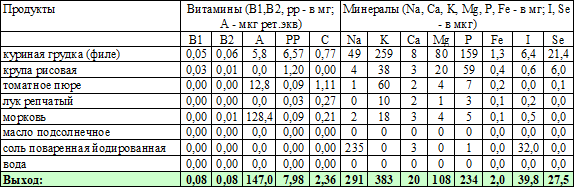 Продукты Витамины (B1,B2, рр - в мг; Минералы (Na, Ca, K, Mg, P, Fe - в мг; I, Se
А - мкг рет.экв) - мкг)
B1 B2 A PP C Na K Ca Mg P Fe I Se
куриная грудка (филе) 0,05 0,06 5,8 6,57 0,77 49 259 8 80 159 1,3 6,4 21,4
крупа рисовая 0,03 0,01 0,0 1,20 0,00 4 38 3 20 59 0,4 0,6 6,0
томатное пюре 0,00 0,00 12,8 0,09 1,11 1 60 2 4 7 0,2 0,0 0,1
лук репчатый 0,00 0,00 0,0 0,03 0,27 0 10 2 1 3 0,1 0,2 0,0
морковь 0,00 0,00 128,4 0,09 0,21 2 18 3 4 5 0,1 0,5 0,0
масло подсолнечное 0,00 0,00 0,0 0,00 0,00 0 0 0 0 0 0,0 0,0 0,0
соль поваренная йодированная 0,00 0,00 0,0 0,00 0,00 235 0 3 0 1 0,0 32,0 0,0
вода 0,00 0,00 0,0 0,00 0,00 0 0 0 0 0 0,0 0,0 0,0
Выход: 0,08 0,08 147,0 7,98 2,36 291 383 20 108 234 2,0 39,8 27,5